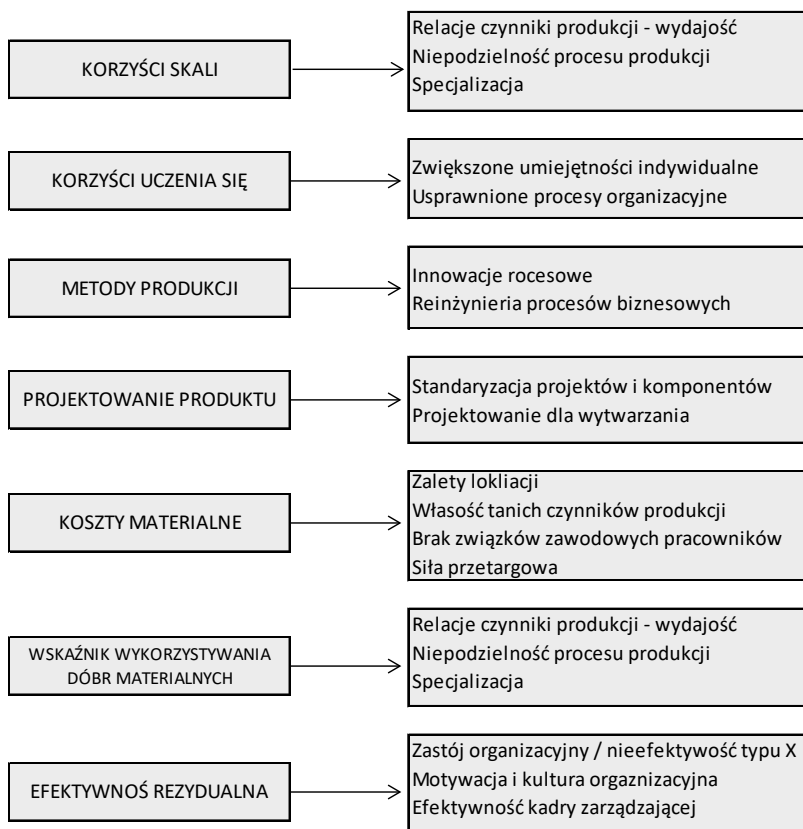 KORZYŚCI SKALI
Relacje czynniki produkcji - wydajość
Niepodzielność procesu produkcji
Specjalizacja
KORZYŚCI UCZENIA SIĘ
Zwiększone umiejętności indywidualne
Usprawnione procesy organizacyjne
METODY PRODUKCJI
Innowacje rocesowe
Reinżynieria procesów biznesowych
PROJEKTOWANIE PRODUKTU
Standaryzacja projektów i komponentów
Projektowanie dla wytwarzania
KOSZTY MATERIALNE
Zalety lokliacji
Własość tanich czynników produkcji
Brak związków zawodowych pracowników
Siła przetargowa
WSKAŹNIK WYKORZYSTYWANIA
DÓBR MATERIALNYCH
Relacje czynniki produkcji - wydajość
Niepodzielność procesu produkcji
Specjalizacja
EFEKTYWNOŚ REZYDUALNA
Zastój organizacyjny / nieefektywość typu X
Motywacja i kultura orgaznizacyjna
Efektywność kadry zarządzającej